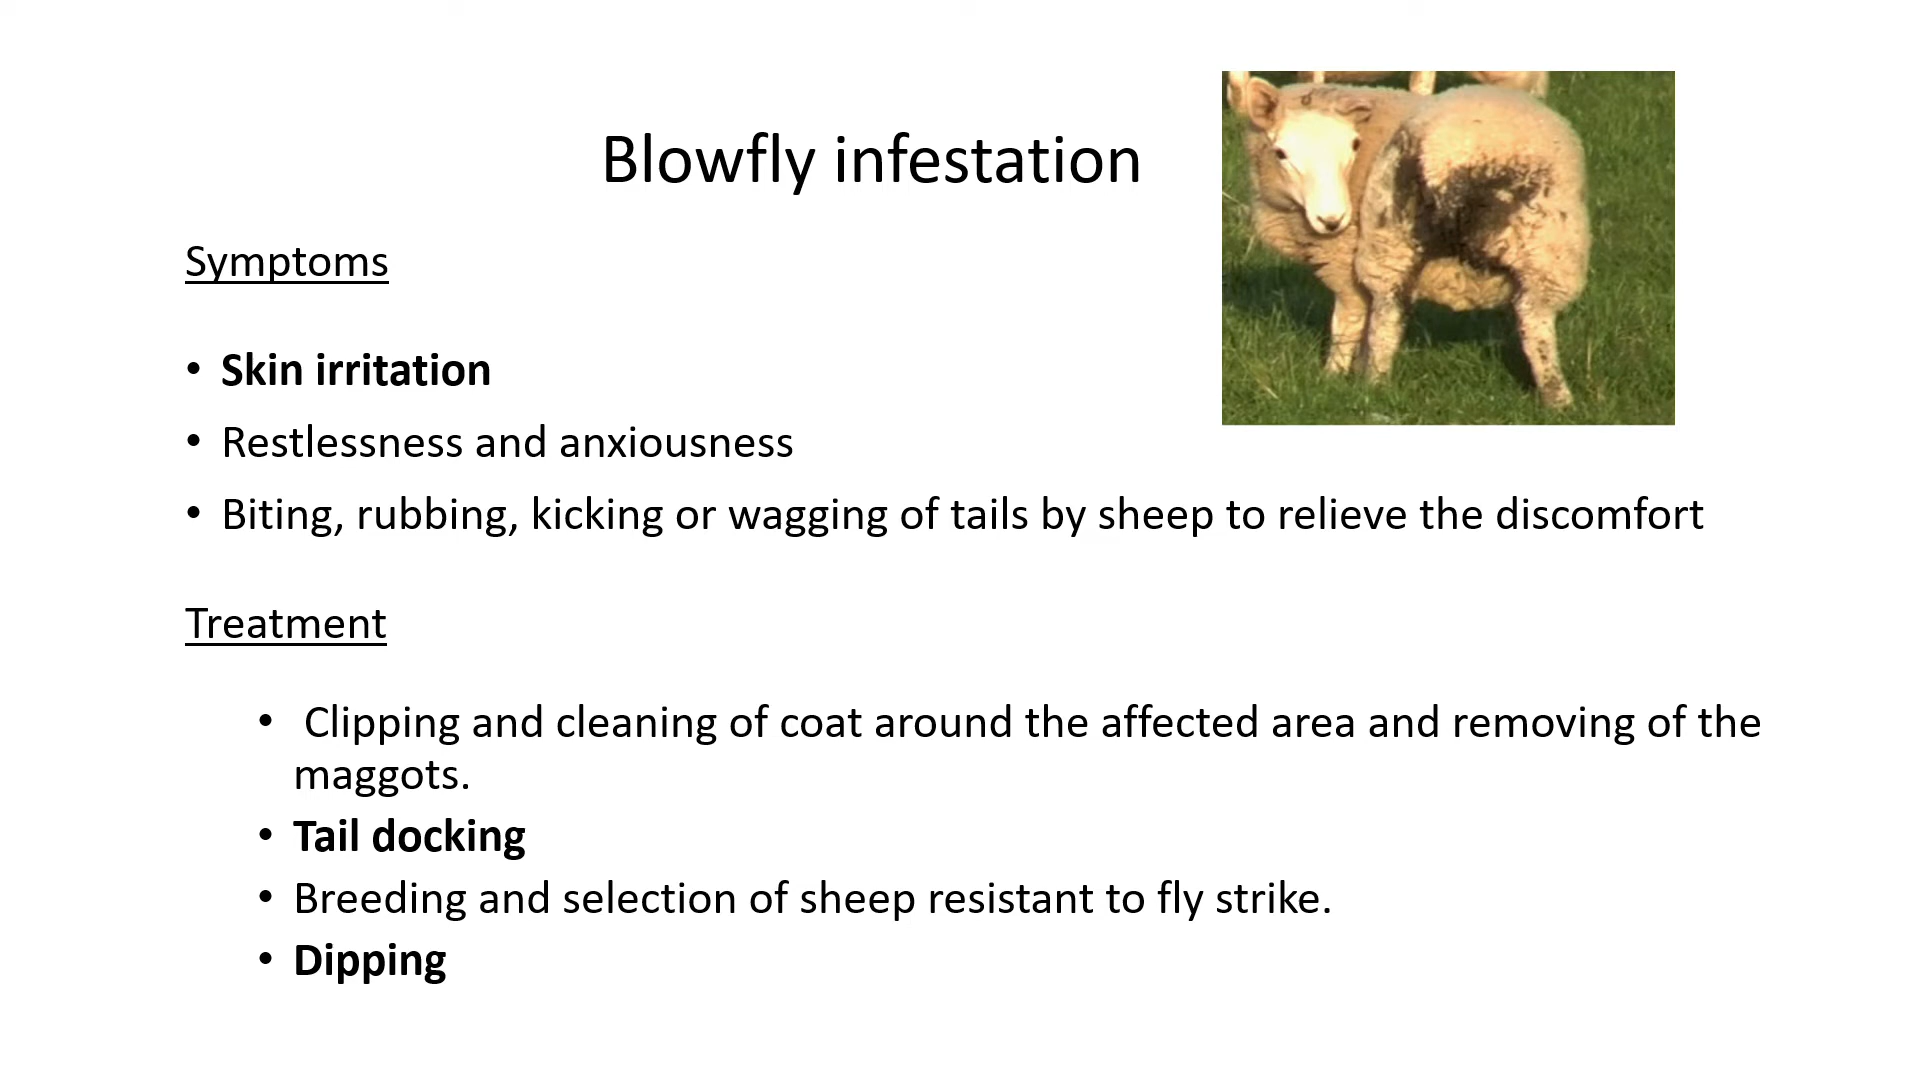 Blowfly infestation
Symptoms
• Skin irritation
• Restlessness and anxiousness
• Biting, rubbing, kicking or wagging of tails by sheep to relieve the discomfort
Treatment
• Clipping and cleaning of coat around the affected area and removing of the
maggots.
• Tail docking
• Breeding and selection of sheep resistant to fly strike.
• Dipping